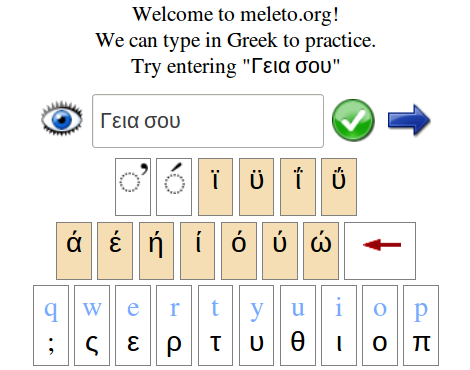 Welcome to meleto.org!
We can type in Greek to practice.
Try entering "Γεια σου"
Γεια σου
◌̓ ◌́ ϊ ϋ ΐ ΰ
ά έ ή ί ό ύ ώ
q w e r t y u i o p
; ς ε ρ τ υ θ ι ο π